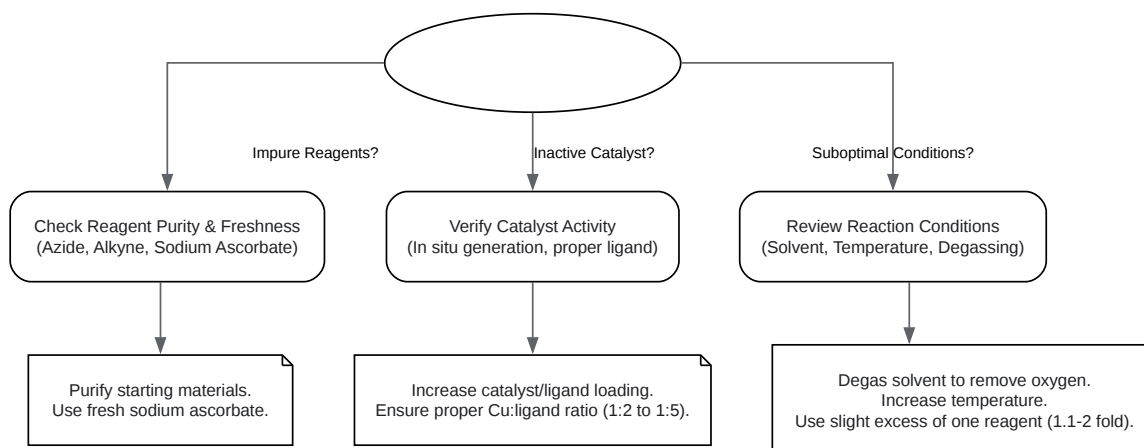 Impure Reagents?
Inactive Catalyst?
Suboptimal Conditions?
Check Reagent Purity & Freshness
(Azide, Alkyne, Sodium Ascorbate)
Verify Catalyst Activity
(In situ generation, proper ligand)
Review Reaction Conditions
(Solvent, Temperature, Degassing)
Purify starting materials.
Use fresh sodium ascorbate.
Increase catalyst/ligand loading.
Ensure proper Cu:ligand ratio (1:2 to 1:5).
Degas solvent to remove oxygen.
Increase temperature.
Use slight excess of one reagent (1.1-2 fold).